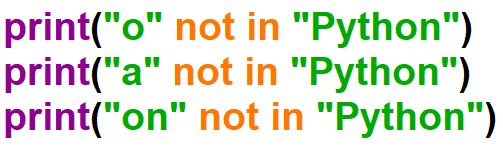 print("o" not in "Python")
print("a" not in "Python")
print("on" not in "Python")